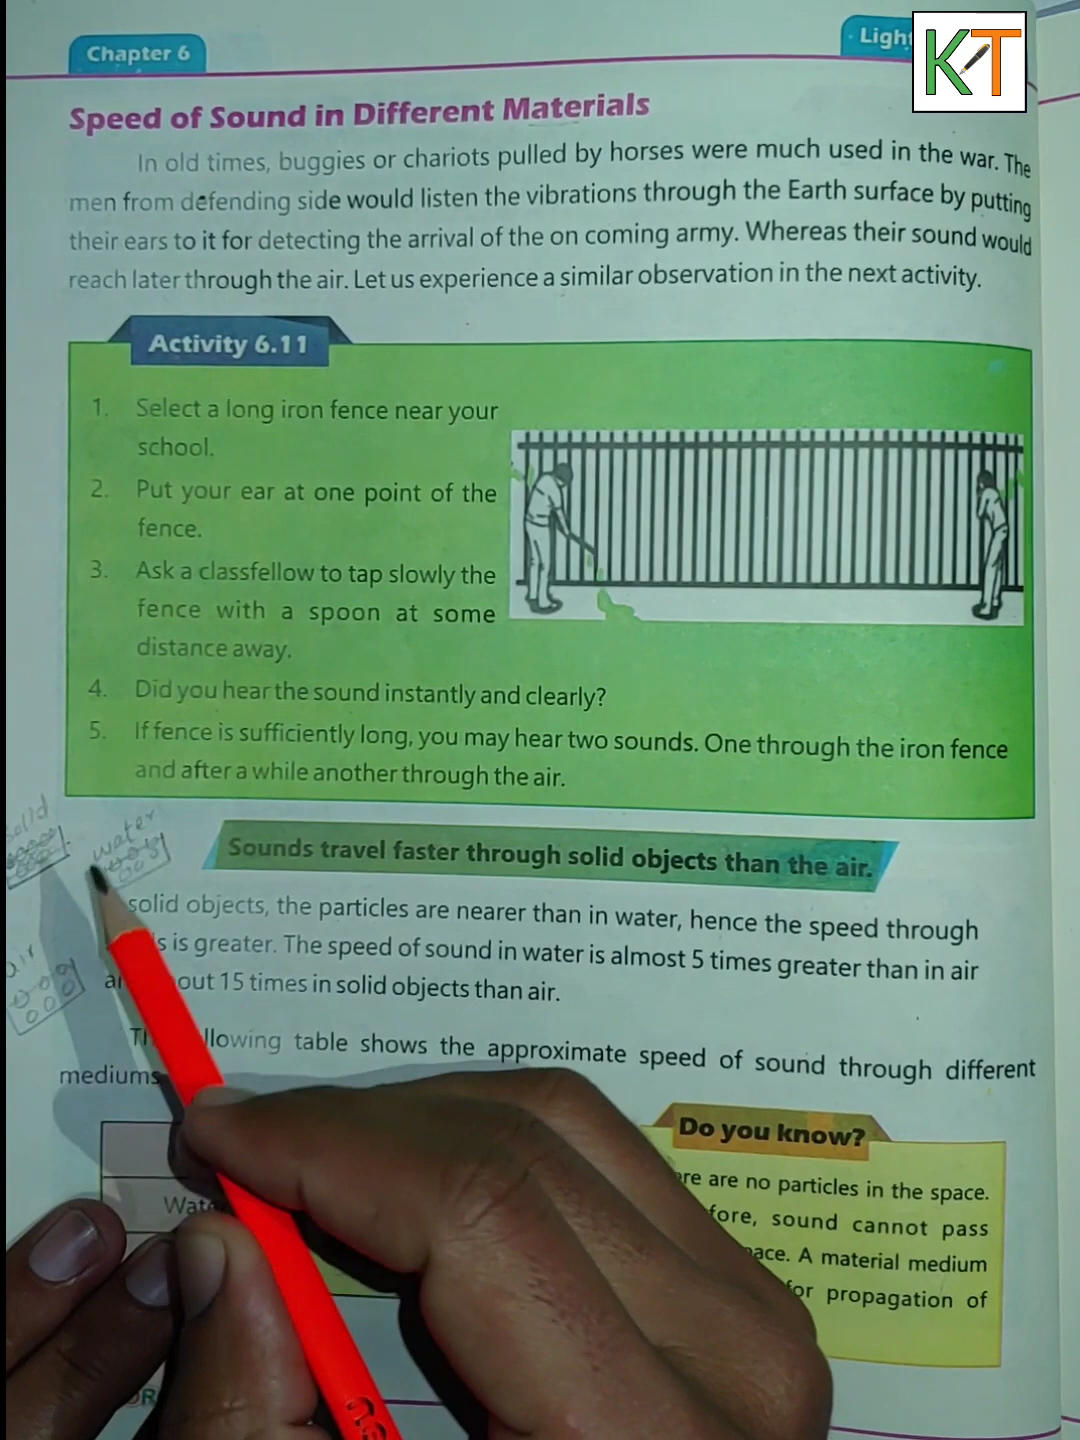 Chapter 6
Ligh
KT
Speed of Sound in Different Materials
In old times, buggies or chariots pulled by horses were much used in the war. The
men from defending side would listen the vibrations through the Earth surface by putting
their ears to it for detecting the arrival of the on coming army. Whereas their sound would
reach later through the air. Let us experience a similar observation in the next activity.
Activity 6.11
1. Select a long iron fence near your
school.
2. Put your ear at one point of the
fence.
3. Ask a classfellow to tap slowly the
fence with a spoon at some
distance away.
4. Did you hear the sound instantly and clearly?
5. If fence is sufficiently long, you may hear two sounds. One through the iron fence
and after a while another through the air.
solid
water
air
Sounds travel faster through solid objects than the air.
solid objects, the particles are nearer than in water, hence the speed through
s is greater. The speed of sound in water is almost 5 times greater than in air
out 15 times in solid objects than air.
llowing table shows the approximate speed of sound through different
mediums
Wat
Do you know?
re are no particles in the space.
fore, sound cannot pass
ace. A material medium
for propagation of